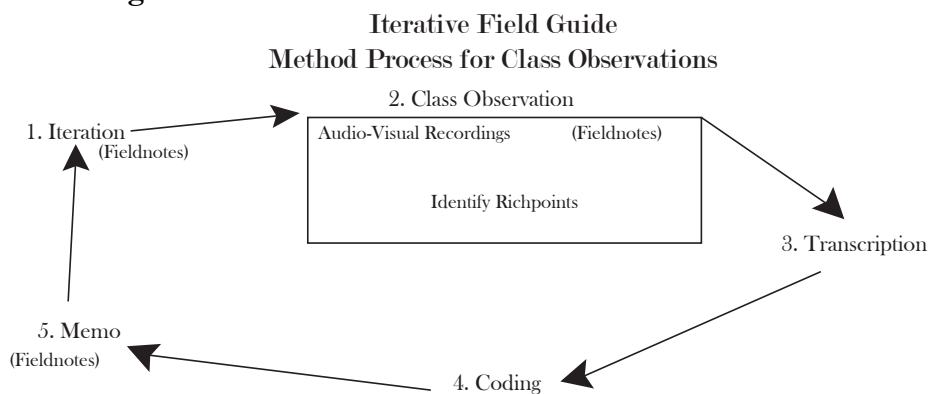 Iterative Field Guide
Method Process for Class Observations
2. Class Observation
1. Iteration
(Fieldnotes)
Audio-Visual Recordings (Fieldnotes)
Identify Richpoints
3. Transcription
4. Coding
5. Memo
(Fieldnotes)